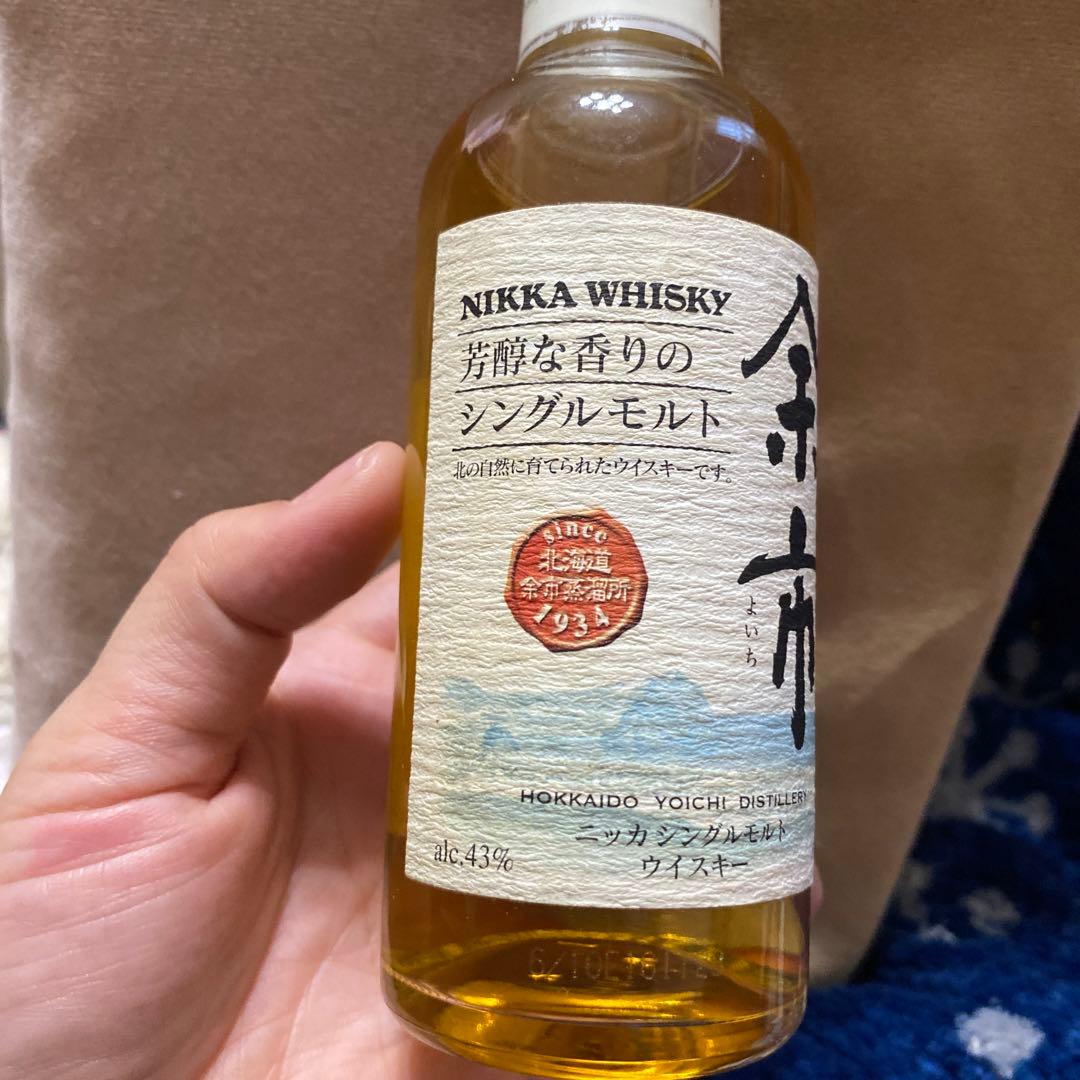 NIKKA WHISKY
芳醇な香りの
シングルモルト
北の自然に育てられたウイスキーです。
since
北海道
余市蒸溜所
1934
余市
よいち
HOKKAIDO YOICHI DISTILLERY
ニッカ シングルモルト
ウイスキー
alc.43%